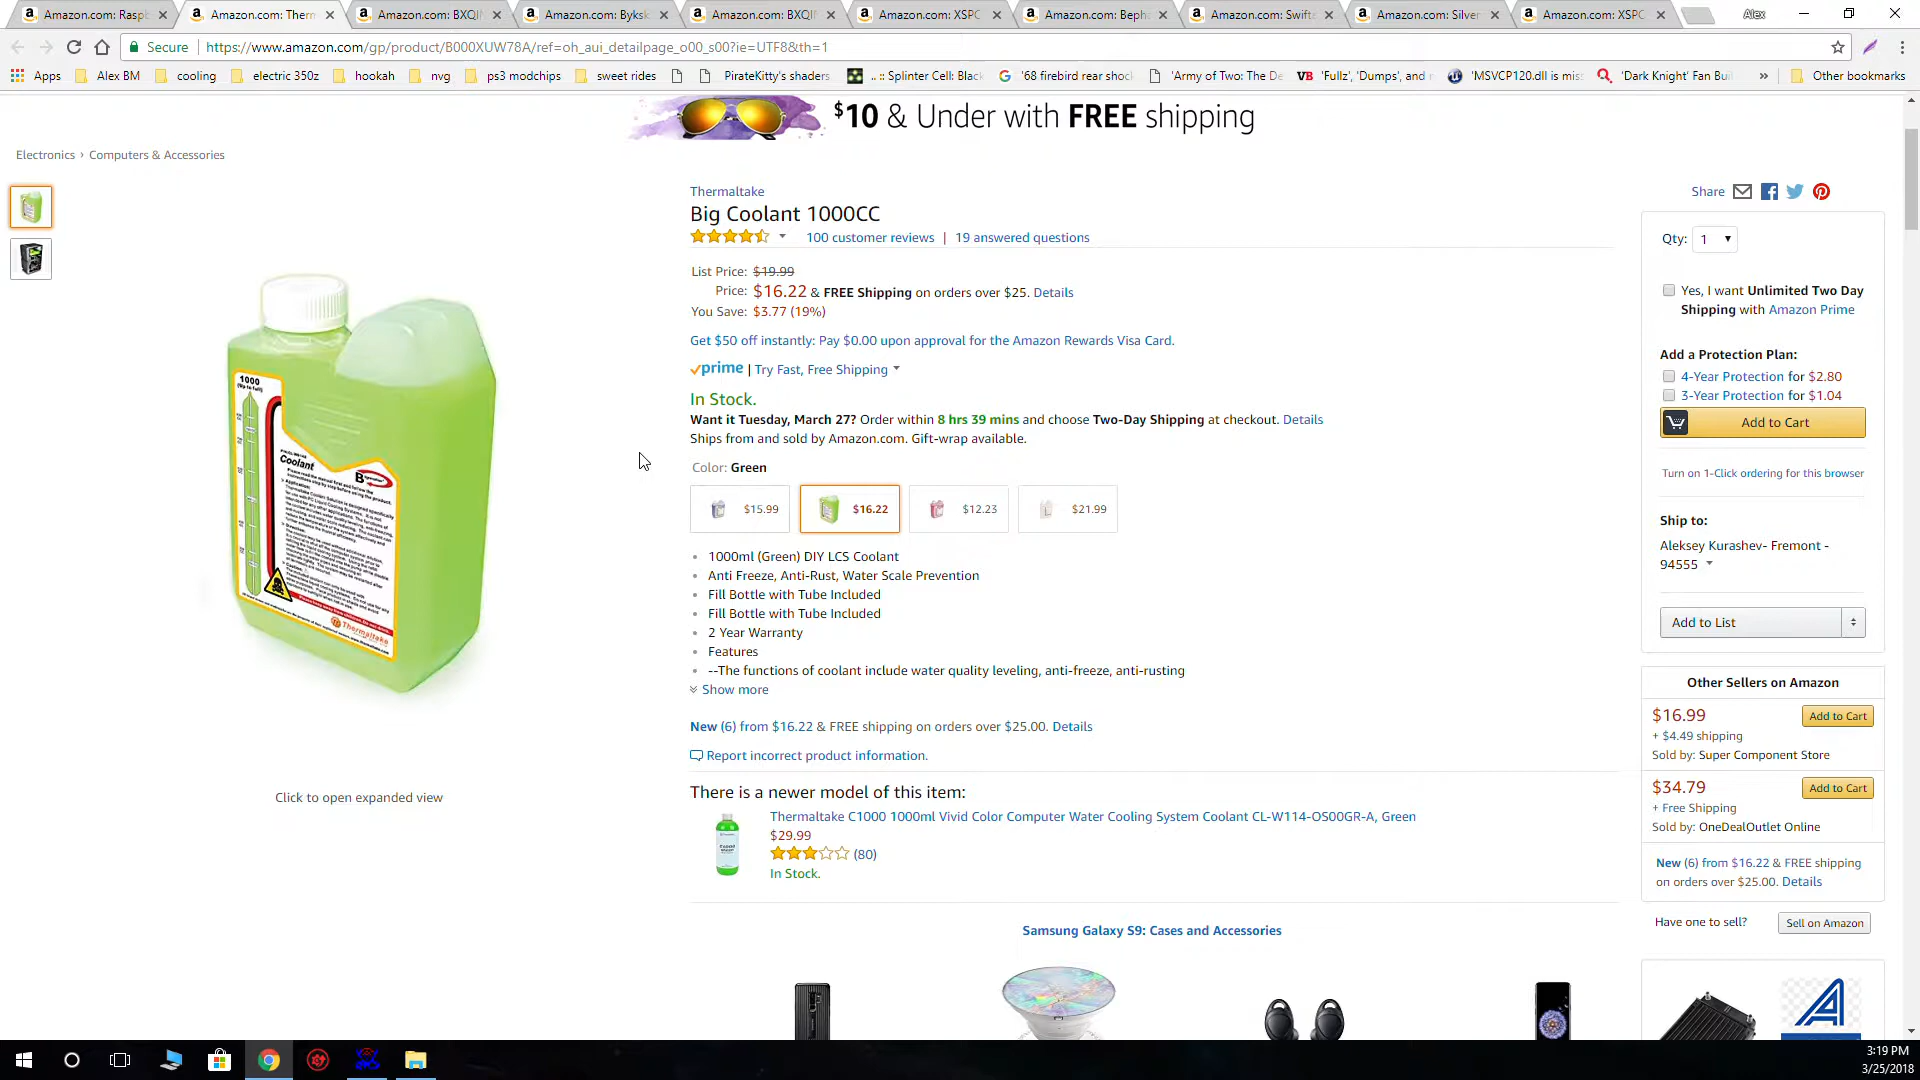 Amazon.com: Raspb
Amazon.com: Therm
Amazon.com: BXQIN
Amazon.com: Byksk
Amazon.com: BXQIN
Amazon.com: XSPC
Amazon.com: Bepha
Amazon.com: Swift
Amazon.com: Silver
Amazon.com: XSPC
Alex
Secure
https://www.amazon.com/gp/product/B000XUW78A/ref=oh_aui_detailpage_o00_s00?ie=UTF8&th=1
Apps
Alex BM
cooling
electric 350z
hookah
nvg
ps3 modchips
sweet rides
PirateKitty's shaders
.. :: Splinter Cell: Black
'68 firebird rear shock
'Army of Two: The De
'Fullz', 'Dumps', and
'MSVCP120.dll is miss
'Dark Knight' Fan Bui
»
Other bookmarks
$10 & Under with FREE shipping
Electronics › Computers & Accessories
Thermaltake
Big Coolant 1000CC
100 customer reviews | 19 answered questions
List Price: $19.99
Price: $16.22 & FREE Shipping on orders over $25. Details
You Save: $3.77 (19%)
Get $50 off instantly: Pay $0.00 upon approval for the Amazon Rewards Visa Card.
prime | Try Fast, Free Shipping
In Stock.
Want it Tuesday, March 27? Order within 8 hrs 39 mins and choose Two-Day Shipping at checkout. Details
Ships from and sold by Amazon.com. Gift-wrap available.
Color: Green
$15.99
$16.22
$12.23
$21.99
1000ml (Green) DIY LCS Coolant
Anti Freeze, Anti-Rust, Water Scale Prevention
Fill Bottle with Tube Included
Fill Bottle with Tube Included
2 Year Warranty
Features
--The functions of coolant include water quality leveling, anti-freeze, anti-rusting
Show more
New (6) from $16.22 & FREE shipping on orders over $25.00. Details
Report incorrect product information.
There is a newer model of this item:
Thermaltake C1000 1000ml Vivid Color Computer Water Cooling System Coolant CL-W114-OS00GR-A, Green
$29.99
(80)
In Stock.
Samsung Galaxy S9: Cases and Accessories
1000
Coolant
Thermaltake
Click to open expanded view
Share
Qty: 1
Yes, I want Unlimited Two Day
Shipping with Amazon Prime
Add a Protection Plan:
4-Year Protection for $2.80
3-Year Protection for $1.04
Add to Cart
Turn on 1-Click ordering for this browser
Ship to:
Aleksey Kurashev- Fremont -
94555
Add to List
Other Sellers on Amazon
$16.99
Add to Cart
+ $4.49 shipping
Sold by: Super Component Store
$34.79
Add to Cart
+ Free Shipping
Sold by: OneDealOutlet Online
New (6) from $16.22 & FREE shipping
on orders over $25.00. Details
Have one to sell?
Sell on Amazon
3:19 PM
3/25/2018